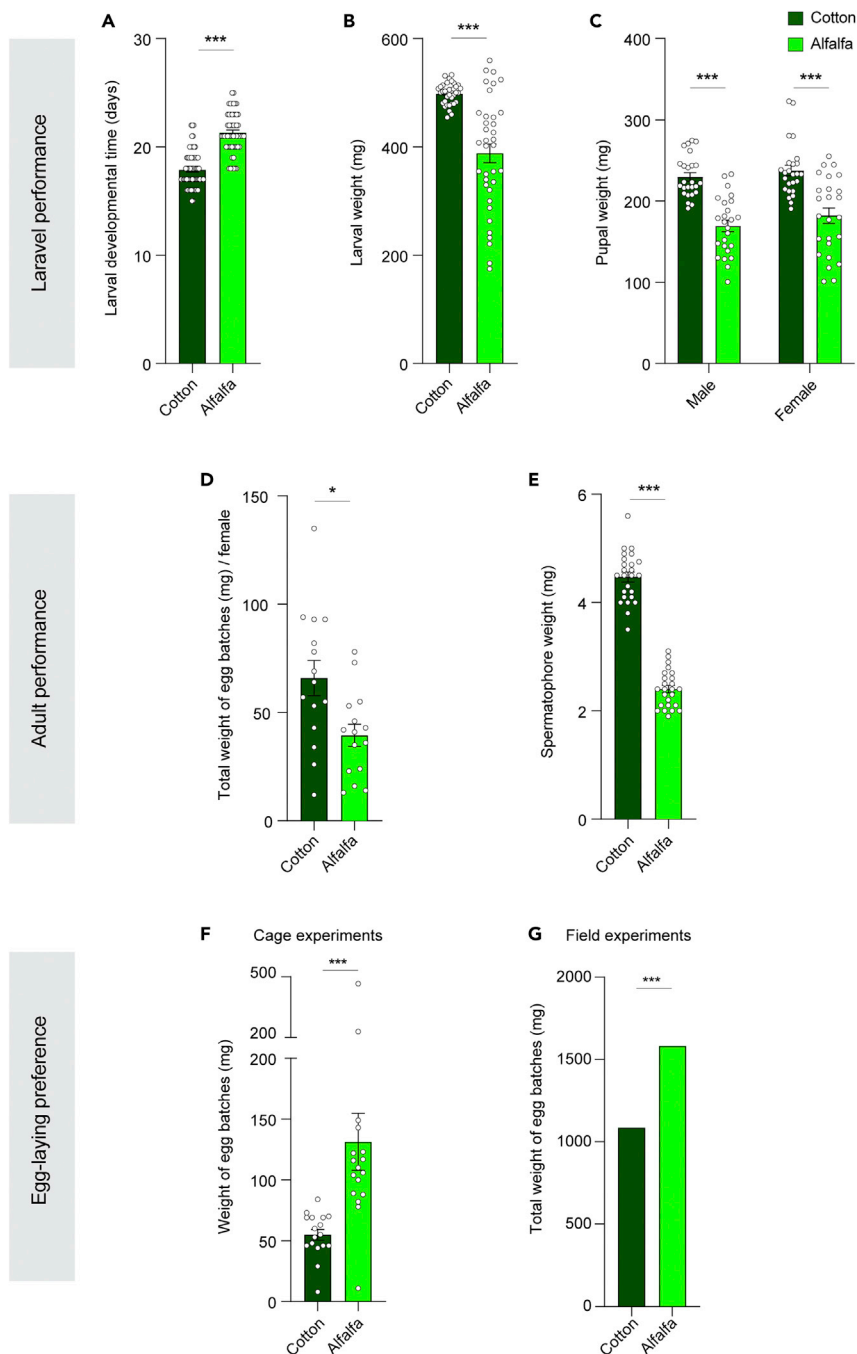 Cotton
Alfalfa
Laravel performance
A
***
Larval developmental time (days)
30
20
10
0
Cotton
Alfalfa
B
***
Larval weight (mg)
600
400
200
0
Cotton
Alfalfa
C
***
***
Pupal weight (mg)
400
300
200
100
0
Male
Female
Adult performance
D
*
Total weight of egg batches (mg) / female
150
100
50
0
Cotton
Alfalfa
E
***
Spermatophore weight (mg)
6
4
2
0
Cotton
Alfalfa
Egg-laying preference
F
Cage experiments
***
Weight of egg batches (mg)
500
200
200
150
100
50
0
Cotton
Alfalfa
G
Field experiments
***
Total weight of egg batches (mg)
2000
1500
1000
500
0
Cotton
Alfalfa